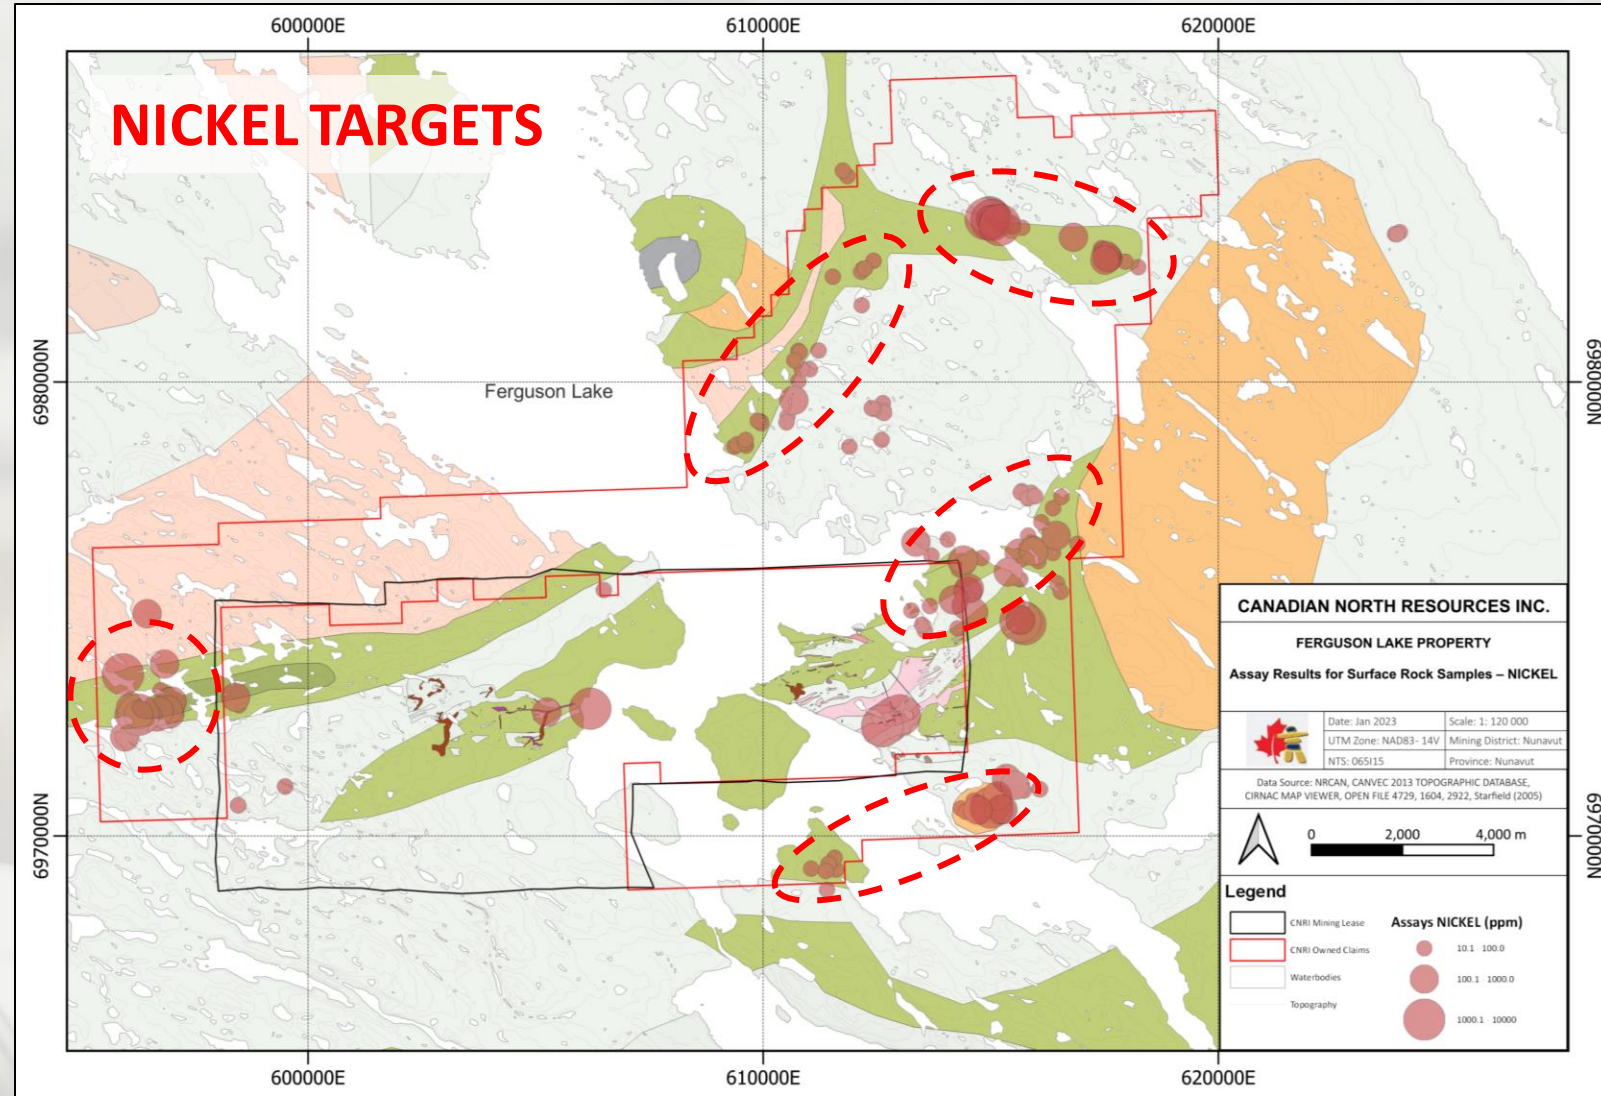 600000E
610000E
620000E
NICKEL TARGETS
6980000N
6980000N
Ferguson Lake
6970000N
6970000N
CANADIAN NORTH RESOURCES INC.
FERGUSON LAKE PROPERTY
Assay Results for Surface Rock Samples – NICKEL
Date: Jan 2023
Scale: 1: 120 000
UTM Zone: NAD83- 14V
Mining District: Nunavut
NTS: 065I15
Province: Nunavut
Data Source: NRCAN, CANVEC 2013 TOPOGRAPHIC DATABASE,
CIRNAC MAP VIEWER, OPEN FILE 4729, 1604, 2922, Starfield (2005)
0 2,000 4,000 m
Legend
CNRI Mining Lease
CNRI Owned Claims
Waterbodies
Topography
Assays NICKEL (ppm)
10.1 - 100.0
100.1 - 1000.0
1000.1 - 10000
600000E
610000E
620000E